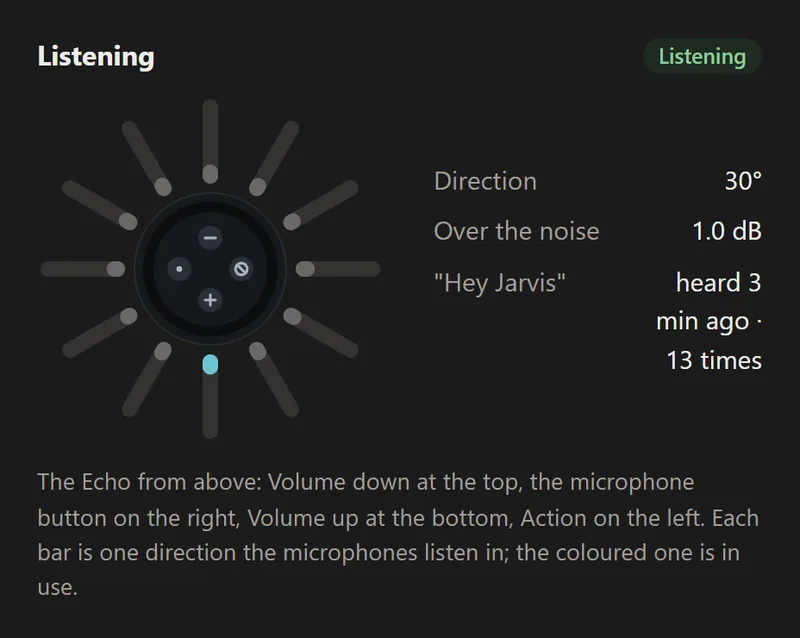 Listening
Listening
Direction 30°
Over the noise 1.0 dB
"Hey Jarvis" heard 3
min ago ·
13 times
The Echo from above: Volume down at the top, the microphone
button on the right, Volume up at the bottom, Action on the left. Each
bar is one direction the microphones listen in; the coloured one is in
use.